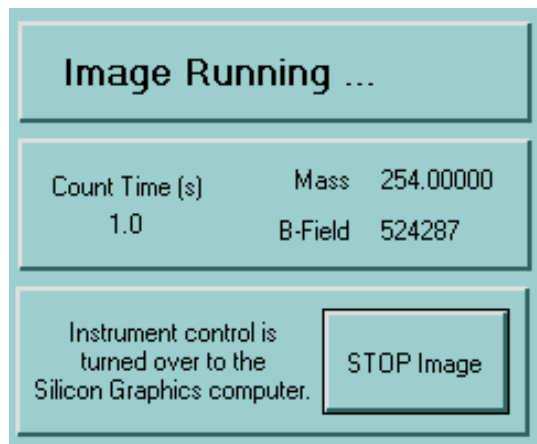 Image Running ...
Count Time (s)
1.0
Mass 254.00000
B-Field 524287
Instrument control is
turned over to the
Silicon Graphics computer.
STOP Image